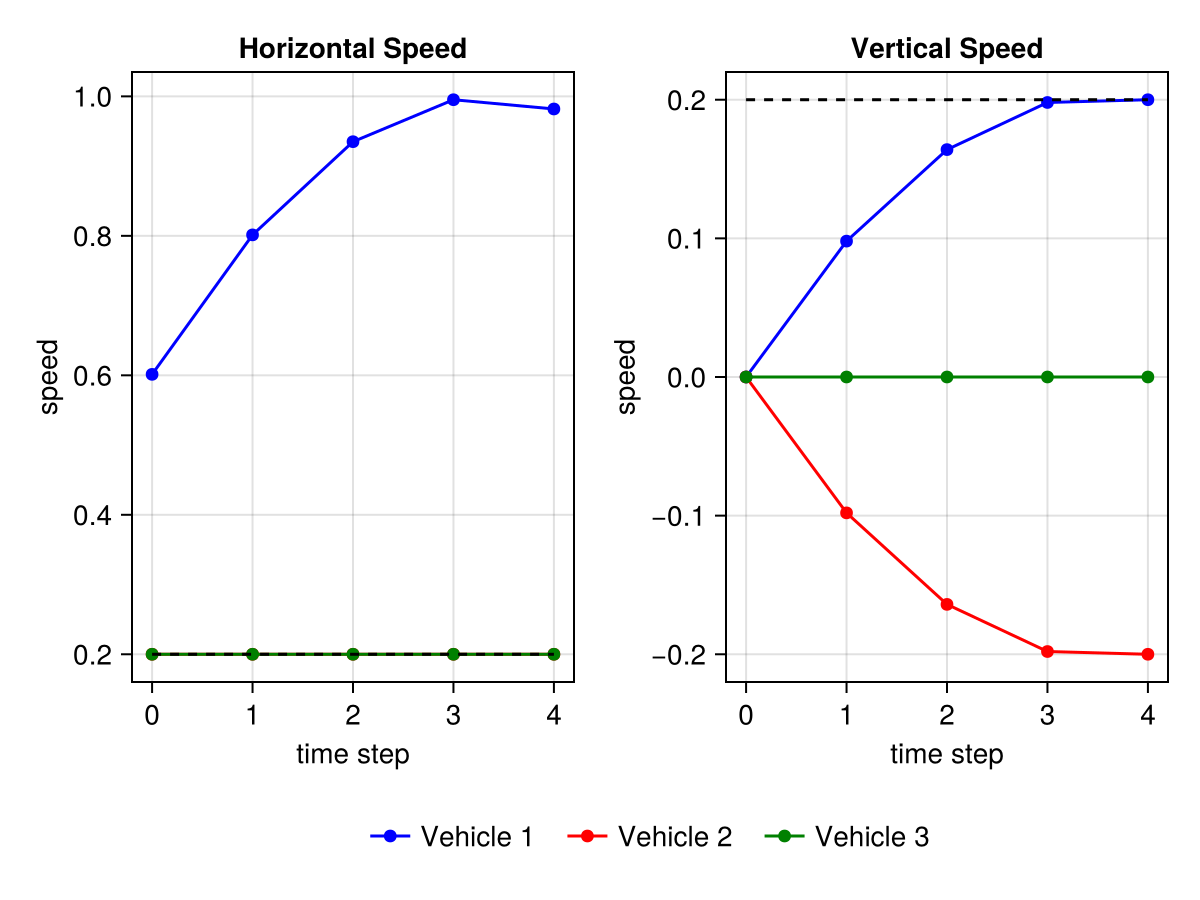 Horizontal Speed
1.0
0.8
0.6
0.4
0.2
speed
0 1 2 3 4
time step
Vertical Speed
0.2
0.1
0.0
−0.1
−0.2
speed
0 1 2 3 4
time step
Vehicle 1 Vehicle 2 Vehicle 3